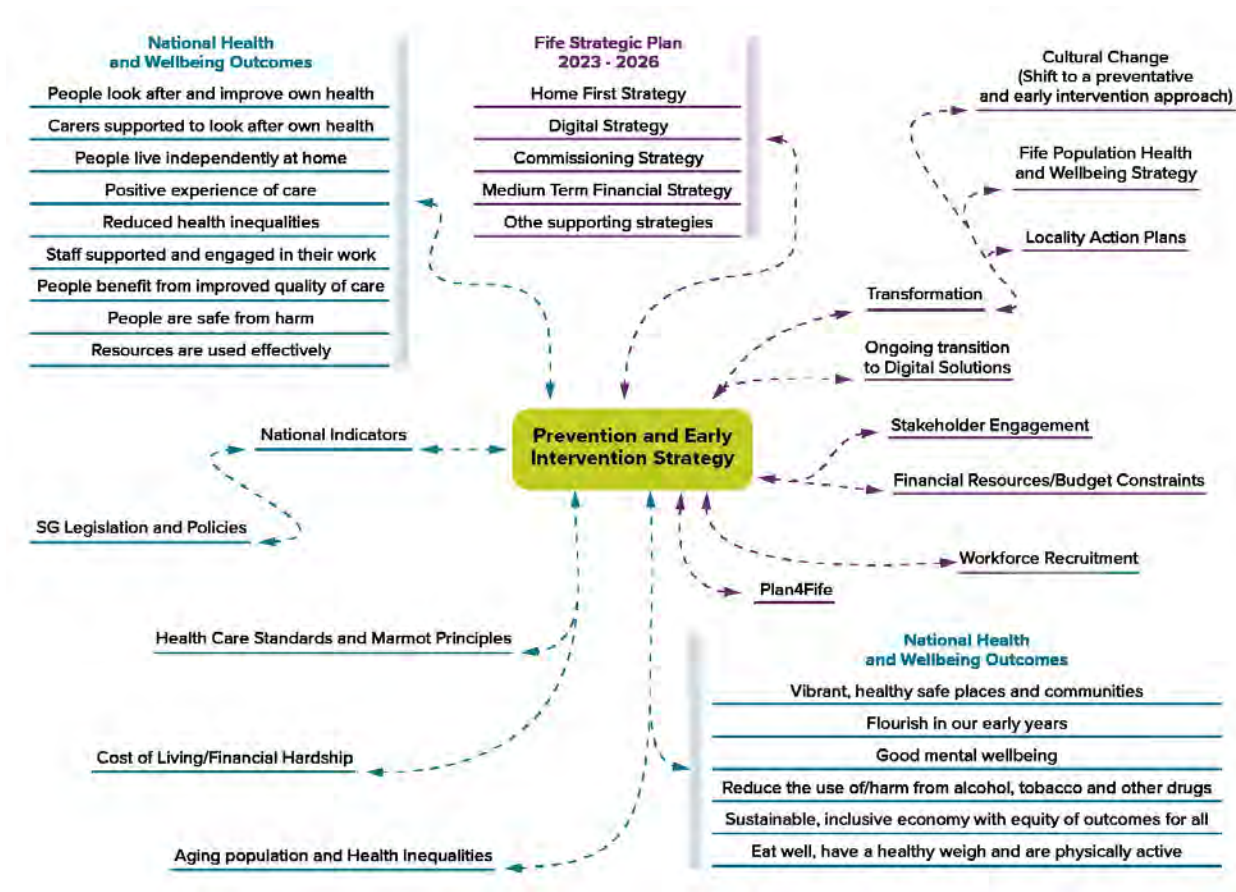 National Health
and Wellbeing Outcomes
People look after and improve own health
Carers supported to look after own health
People live independently at home
Positive experience of care
Reduced health inequalities
Staff supported and engaged in their work
People benefit from improved quality of care
People are safe from harm
Resources are used effectively
Fife Strategic Plan
2023 - 2026
Home First Strategy
Digital Strategy
Commissioning Strategy
Medium Term Financial Strategy
Othe supporting strategies
Cultural Change
(Shift to a preventative
and early intervention approach)
Fife Population Health
and Wellbeing Strategy
Locality Action Plans
Transformation
Ongoing transition
to Digital Solutions
Prevention and Early
Intervention Strategy
National Indicators
SG Legislation and Policies
Stakeholder Engagement
Financial Resources/Budget Constraints
Workforce Recruitment
Plan4Fife
Health Care Standards and Marmot Principles
Cost of Living/Financial Hardship
Aging population and Health Inequalities
National Health
and Wellbeing Outcomes
Vibrant, healthy safe places and communities
Flourish in our early years
Good mental wellbeing
Reduce the use of/harm from alcohol, tobacco and other drugs
Sustainable, inclusive economy with equity of outcomes for all
Eat well, have a healthy weigh and are physically active